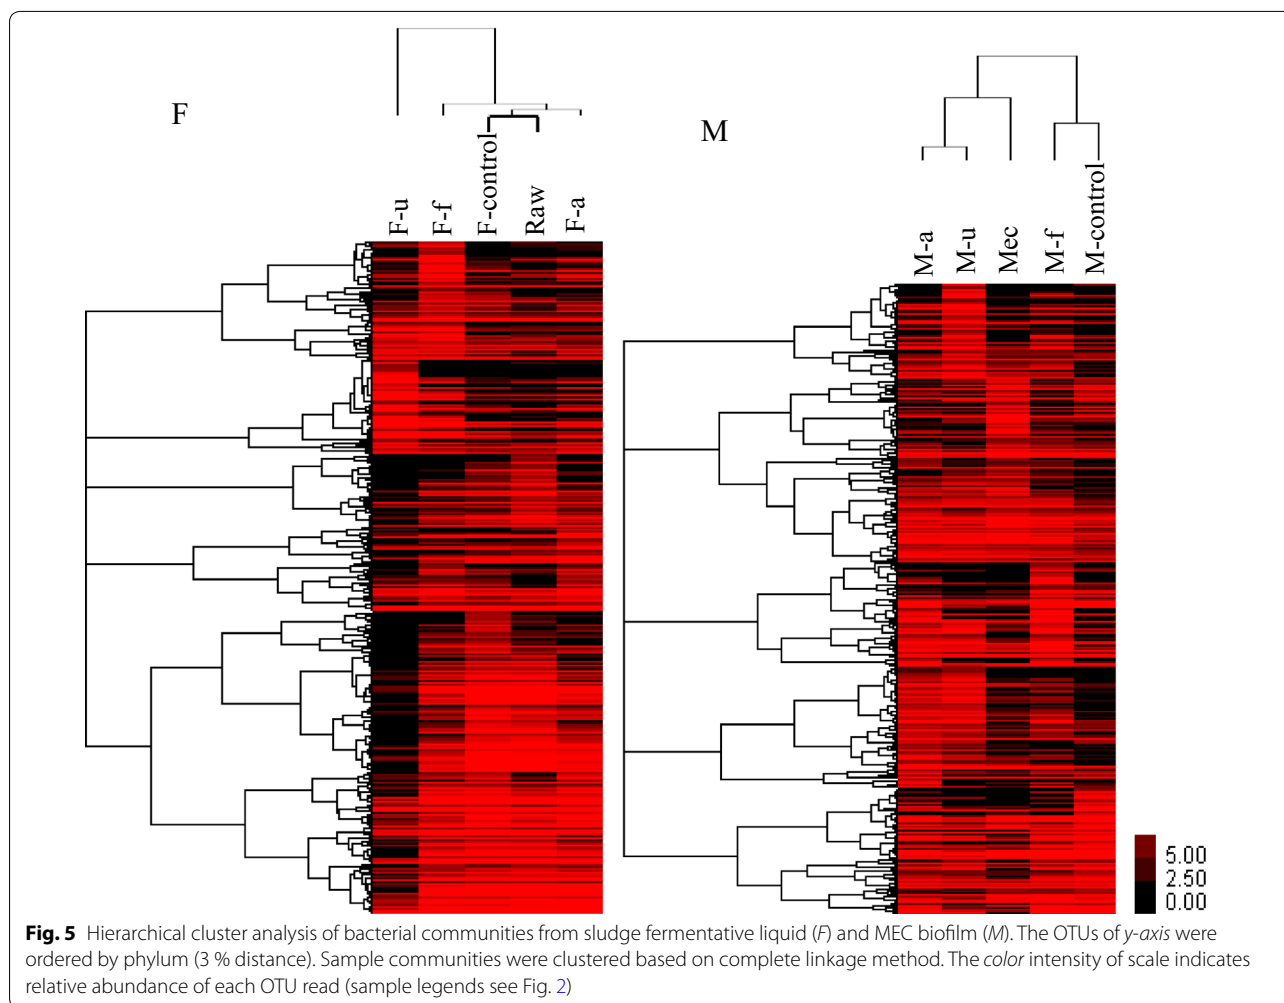 F
M
F-u
F-f
F-control
Raw
F-a
M-a
M-u
Mec
M-f
M-control
5.00
2.50
0.00
Fig. 5 Hierarchical cluster analysis of bacterial communities from sludge fermentative liquid (F) and MEC biofilm (M). The OTUs of y-axis were
ordered by phylum (3 % distance). Sample communities were clustered based on complete linkage method. The color intensity of scale indicates
relative abundance of each OTU read (sample legends see Fig. 2)